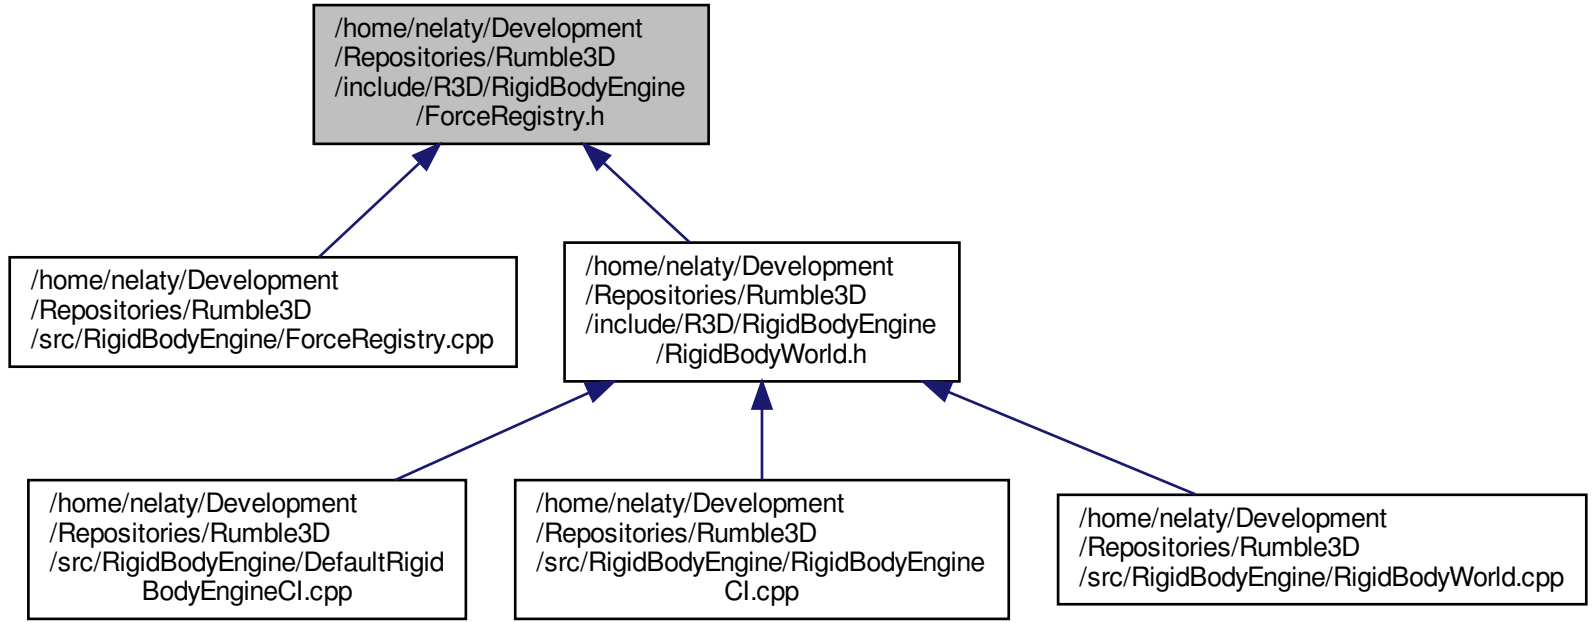 /home/nelaty/Development
/Repositories/Rumble3D
/include/R3D/RigidBodyEngine
/ForceRegistry.h
/home/nelaty/Development
/Repositories/Rumble3D
/src/RigidBodyEngine/ForceRegistry.cpp
/home/nelaty/Development
/Repositories/Rumble3D
/include/R3D/RigidBodyEngine
/RigidBodyWorld.h
/home/nelaty/Development
/Repositories/Rumble3D
/src/RigidBodyEngine/DefaultRigid
BodyEngineCI.cpp
/home/nelaty/Development
/Repositories/Rumble3D
/src/RigidBodyEngine/RigidBodyEngine
CI.cpp
/home/nelaty/Development
/Repositories/Rumble3D
/src/RigidBodyEngine/RigidBodyWorld.cpp